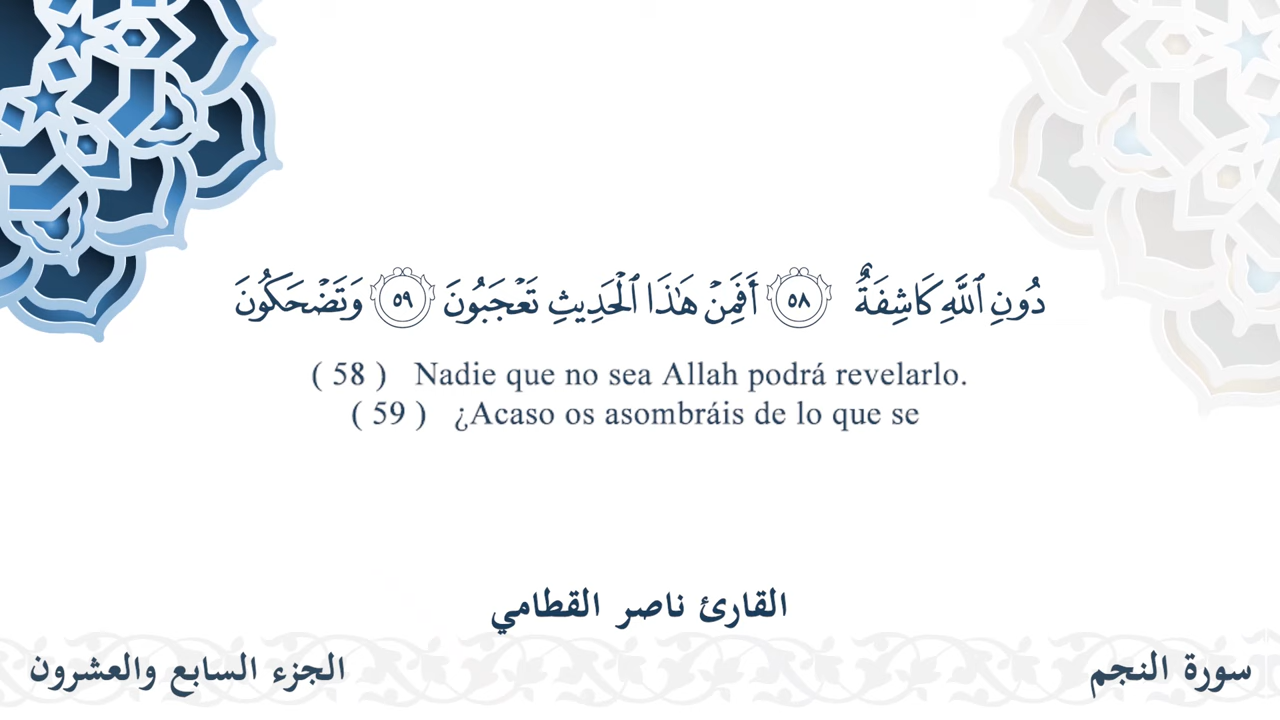 دُونِ ٱللَّهِ كَاشِفَةٌ ٥٨ أَفَمِنۡ هَٰذَا ٱلۡحَدِيثِ تَعۡجَبُونَ ٥٩ وَتَضۡحَكُونَ
( 58 ) Nadie que no sea Allah podrá revelarlo.
( 59 ) ¿Acaso os asombráis de lo que se
القارئ ناصر القطامي
سورة النجم
الجزء السابع والعشرون